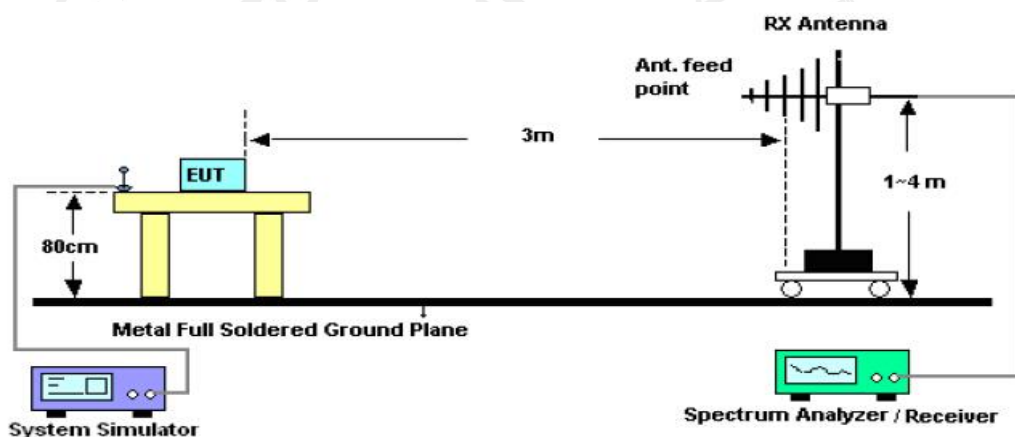 RX Antenna
Ant. feed
point
3m
EUT
1~4 m
80cm
Metal Full Soldered Ground Plane
System Simulator
Spectrum Analyzer / Receiver